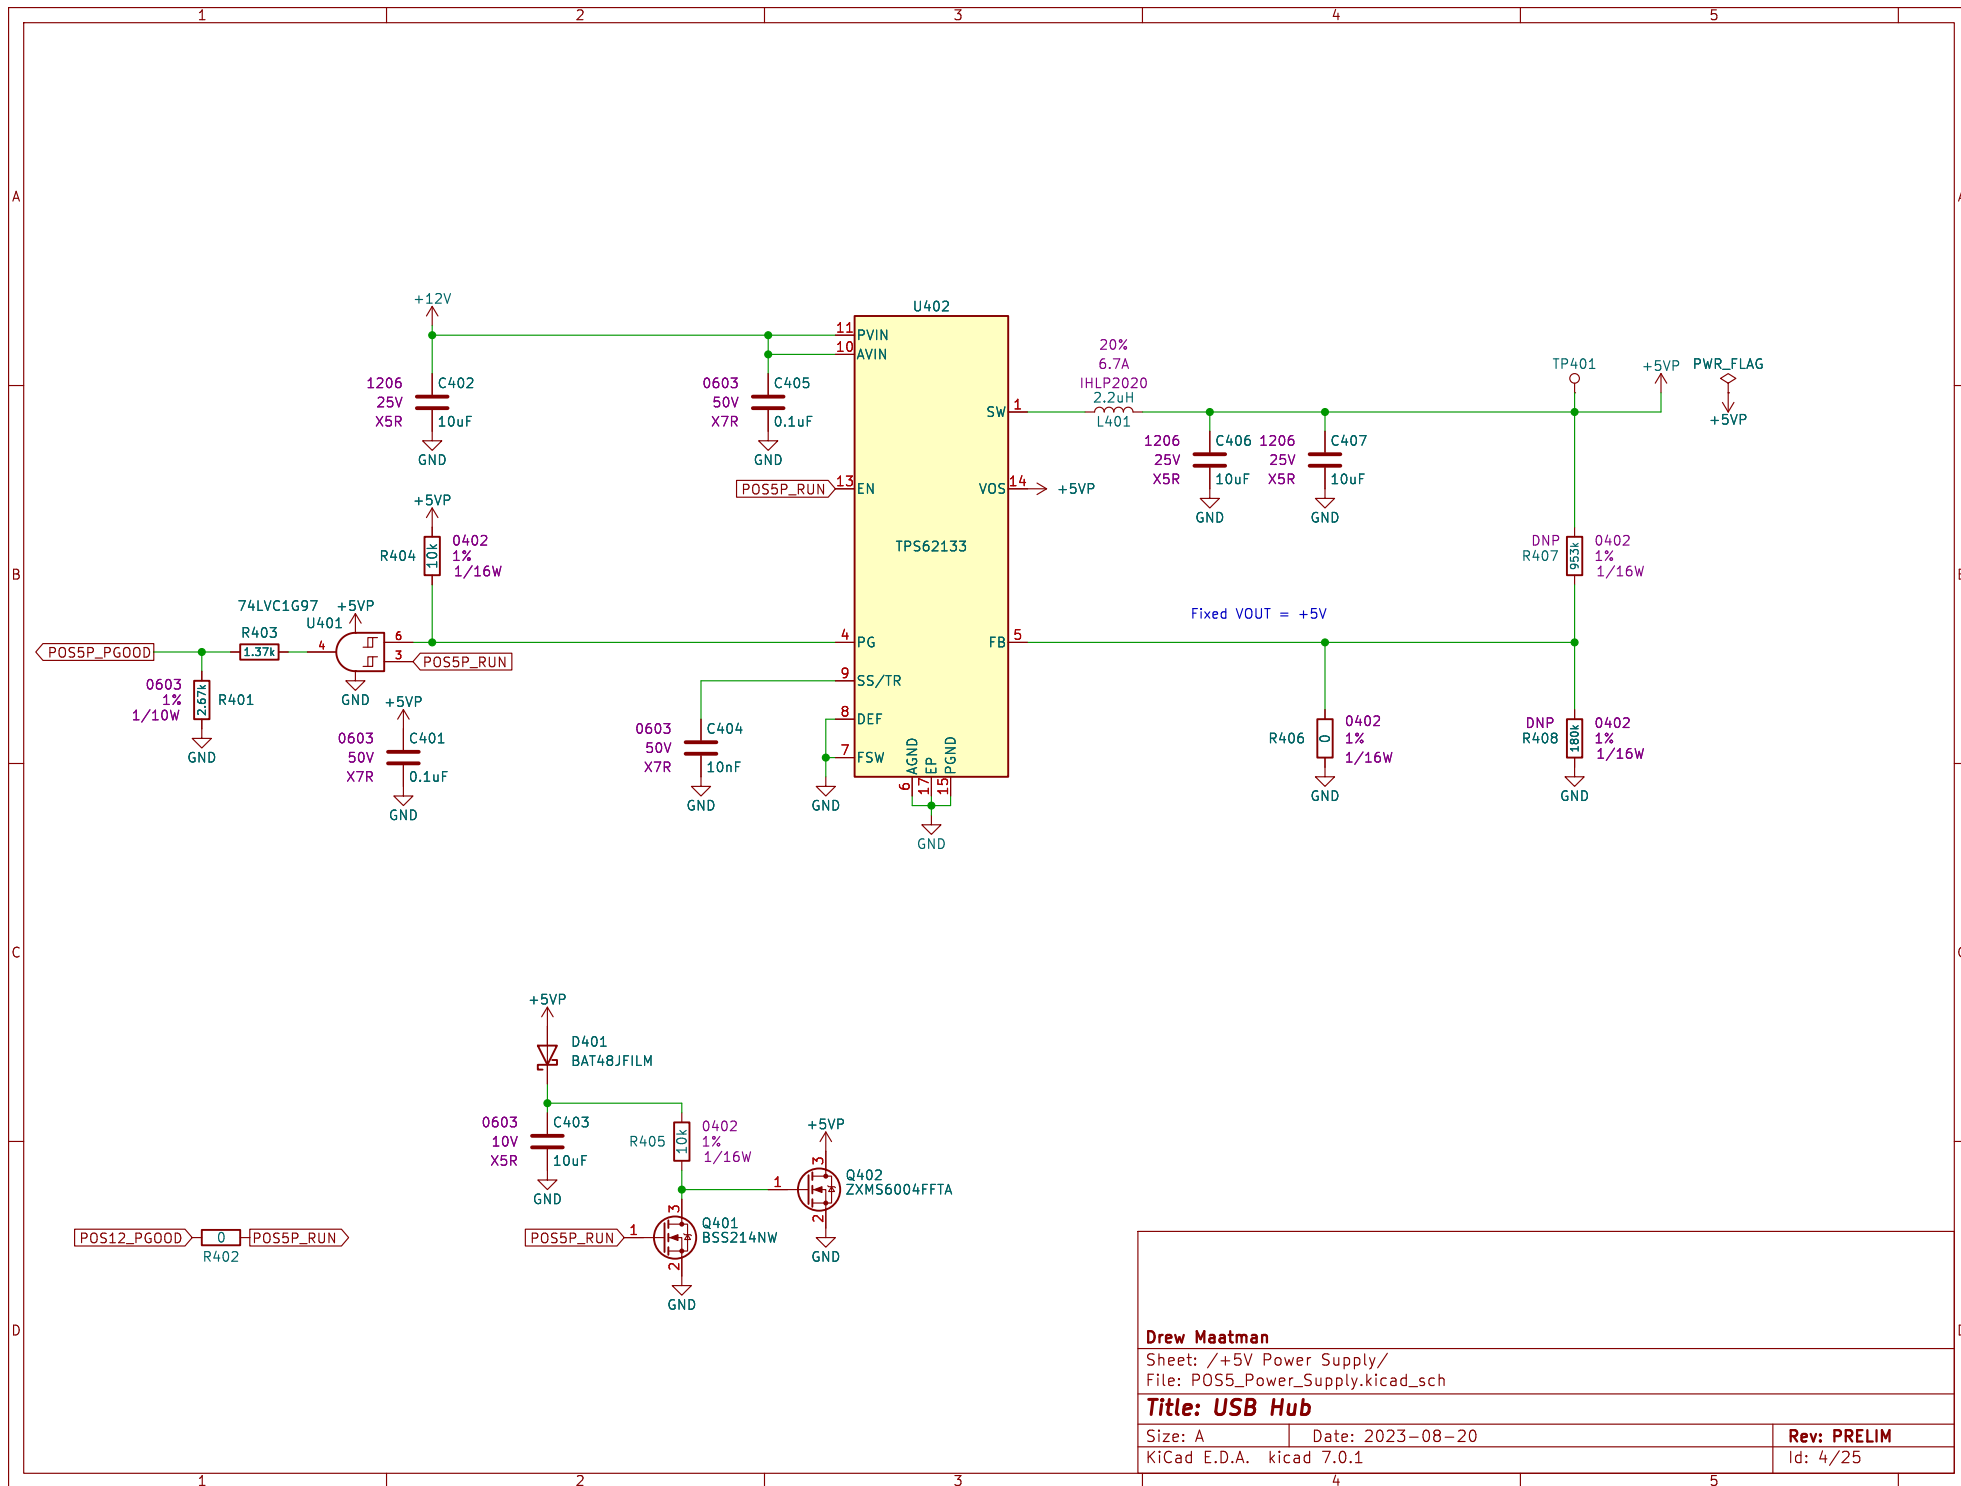 1 2 3 4 5
A
B
C
D
+12V
1206
25V
X5R
C402
10uF
GND
0603
50V
X7R
C405
0.1uF
GND
U402
TPS62133
11 PVIN
10 AVIN
13 EN
4 PG
9 SS/TR
8 DEF
7 FSW
SW 1
VOS 14
FB 5
AGND 6
EP 17
PGND 15
GND
POS5P_RUN
+5VP
20%
6.7A
IHLP2020
2.2uH
L401
1206
25V
X5R
C406
10uF
GND
1206
25V
X5R
C407
10uF
GND
TP401
+5VP
PWR_FLAG
+5VP
DNP
R407
953k
0402
1%
1/16W
Fixed VOUT = +5V
R406
0
0402
1%
1/16W
GND
DNP
R408
180k
0402
1%
1/16W
GND
+5VP
R404
10k
0402
1%
1/16W
74LVC1G97
U401
+5VP
4
6
3
GND
POS5P_RUN
POS5P_PGOOD
R403
1.37k
0603
1%
1/10W
2.67k
R401
GND
+5VP
0603
50V
X7R
C401
0.1uF
GND
0603
50V
X7R
C404
10nF
GND
GND
+5VP
D401
BAT48JFILM
0603
10V
X5R
C403
10uF
GND
R405
10k
0402
1%
1/16W
+5VP
1
3
2
Q402
ZXMS6004FFTA
GND
POS5P_RUN
1
3
2
Q401
BSS214NW
GND
POS12_PGOOD
0
R402
POS5P_RUN
Drew Maatman
Sheet: /+5V Power Supply/
File: POS5_Power_Supply.kicad_sch
Title: USB Hub
Size: A
Date: 2023-08-20
Rev: PRELIM
KiCad E.D.A. kicad 7.0.1
Id: 4/25
1 2 3 4 5